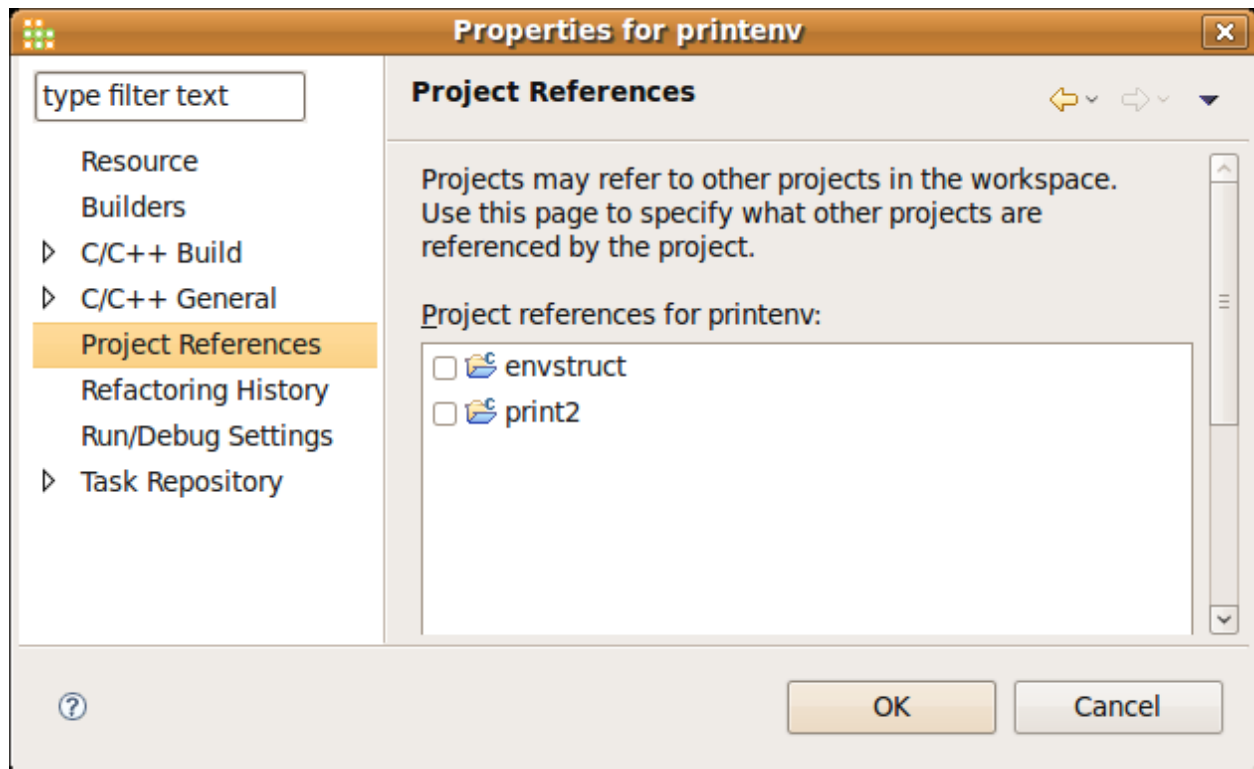 Properties for printenv
type filter text
Resource
Builders
C/C++ Build
C/C++ General
Project References
Refactoring History
Run/Debug Settings
Task Repository
Project References
Projects may refer to other projects in the workspace.
Use this page to specify what other projects are
referenced by the project.
Project references for printenv:
envstruct
print2
OK
Cancel